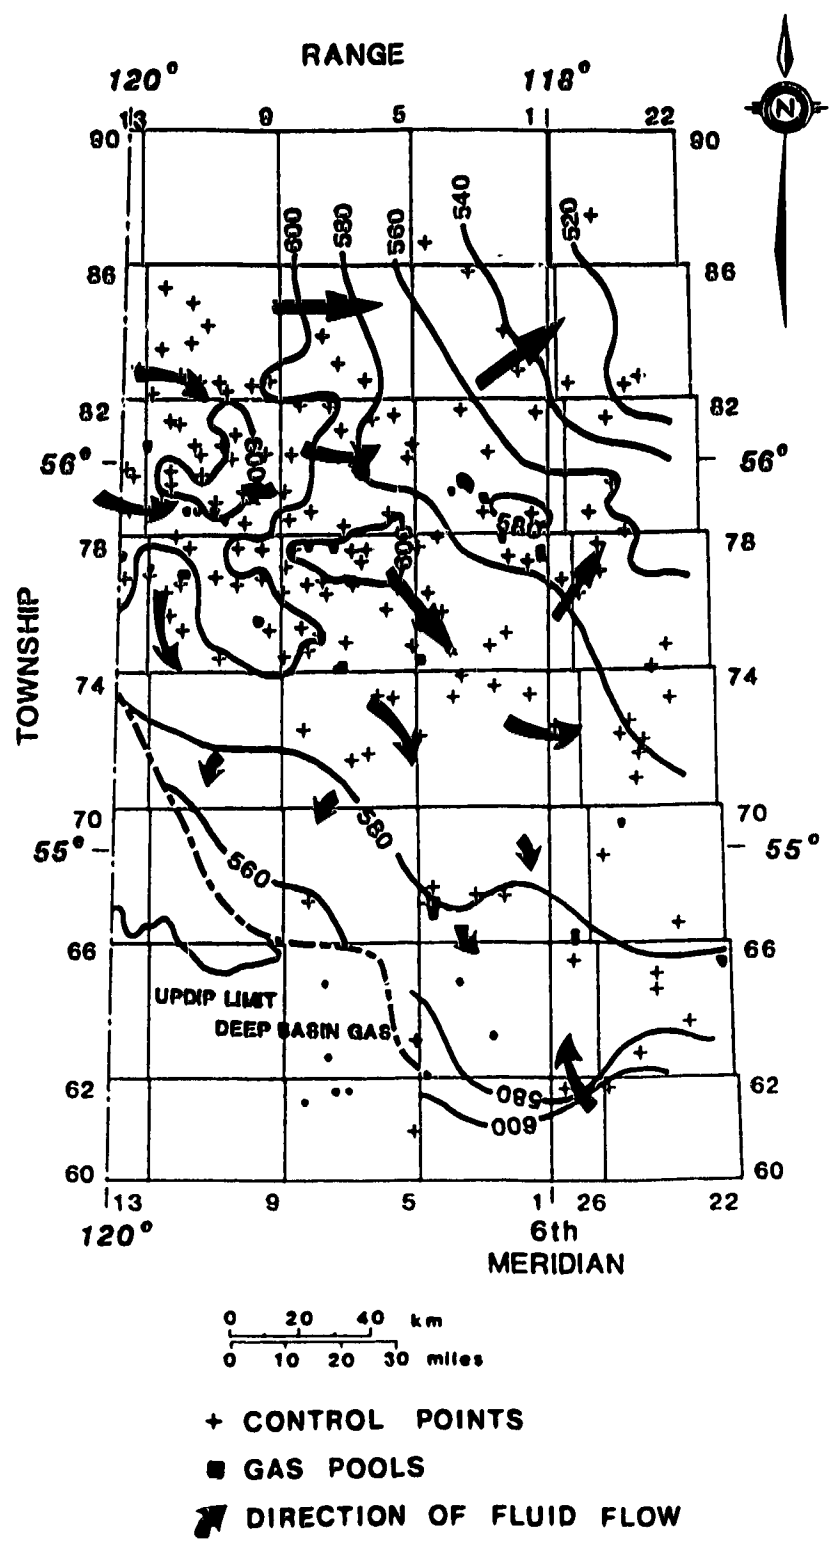 RANGE
120° 118°
13 9 5 1 22
90 90
N
600 580 560 540 520
86 86
82 82
56° 56°
600
580
78 78
600
TOWNSHIP
74 74
70 70
580
55° 55°
560
66 66
UPDIP LIMIT
DEEP BASIN GAS
62 62
580
600
60 60
13 9 5 1 26 22
120° 6th
MERIDIAN
0 20 40 km
0 10 20 30 miles
CONTROL POINTS
GAS POOLS
DIRECTION OF FLUID FLOW